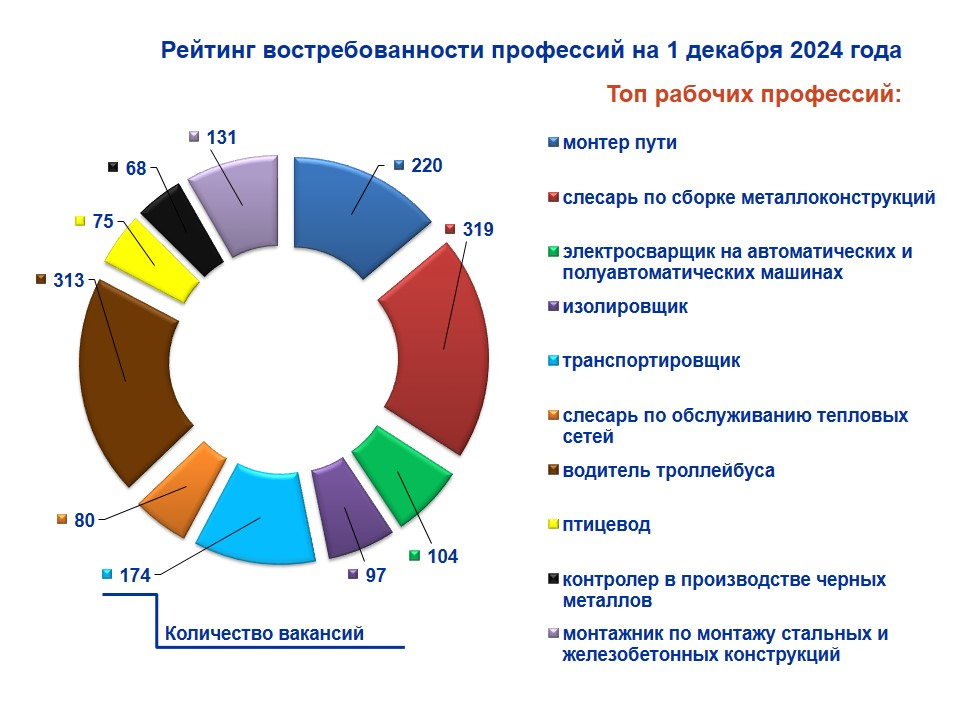 Рейтинг востребованности профессий на 1 декабря 2024 года
Топ рабочих профессий:
131
68
220
75
319
313
80
104
174
97
Количество вакансий
монтер пути
слесарь по сборке металлоконструкций
электросварщик на автоматических и
полуавтоматических машинах
изолировщик
транспортировщик
слесарь по обслуживанию тепловых
сетей
водитель троллейбуса
птицевод
контролер в производстве черных
металлов
монтажник по монтажу стальных и
железобетонных конструкций